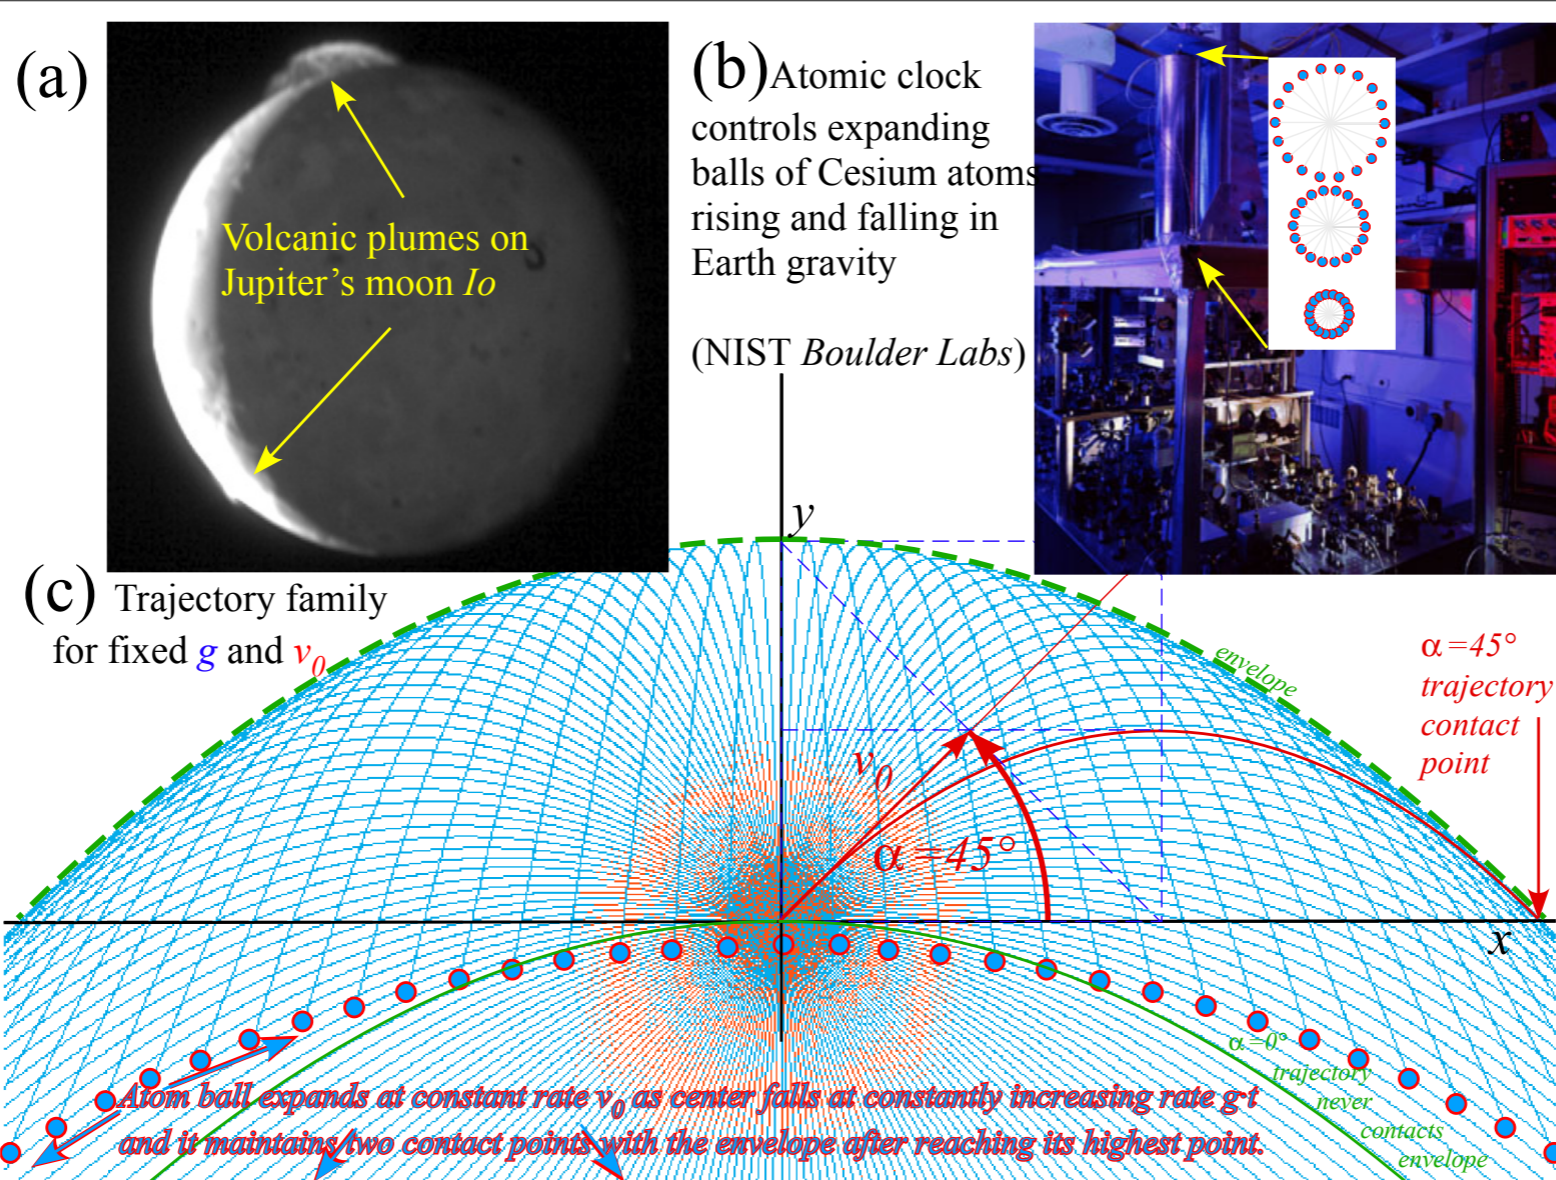 (a)
Volcanic plumes on
Jupiter's moon Io
(b) Atomic clock
controls expanding
balls of Cesium atoms
rising and falling in
Earth gravity
(NIST Boulder Labs)
(c) Trajectory family
for fixed g and v0
y
envelope
α=45°
trajectory
contact
point
v0
α=45°
x
α=0°
trajectory
never
contacts
envelope
Atom ball expands at constant rate v0 as center falls at constantly increasing rate g·t
and it maintains two contact points with the envelope after reaching its highest point.